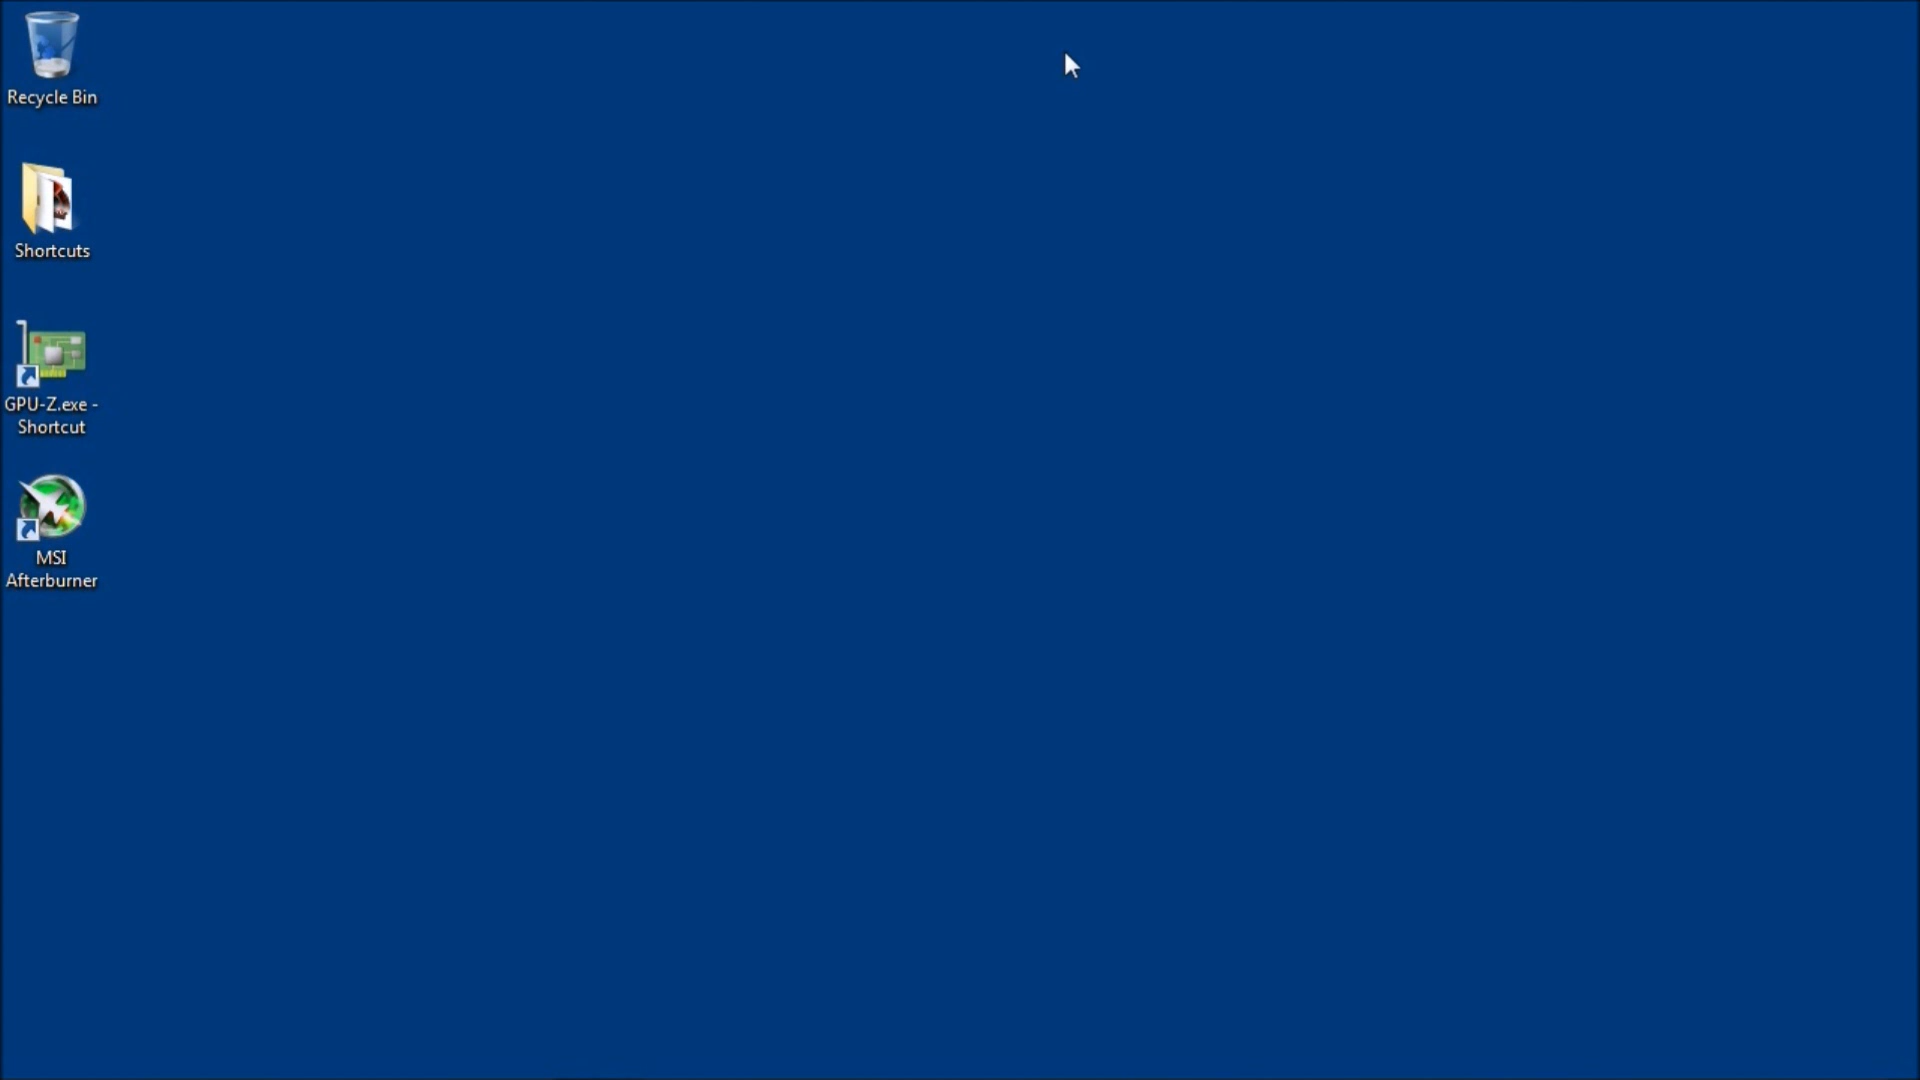 Recycle Bin
Shortcuts
GPU-Z.exe -
Shortcut
MSI
Afterburner